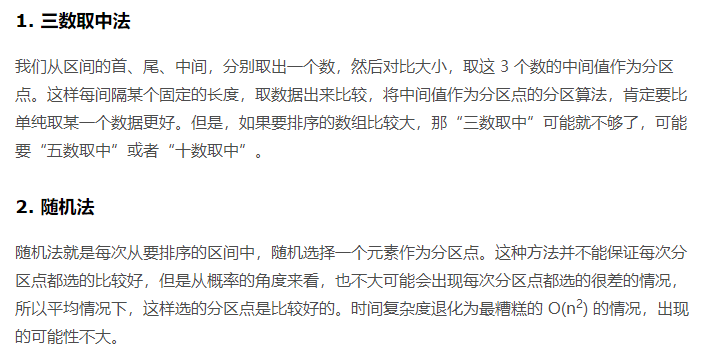 1. 三数取中法
我们从区间的首、尾、中间，分别取出一个数，然后对比大小，取这 3 个数的中间值作为分区
点。这样每间隔某个固定的长度，取数据出来比较，将中间值作为分区点的分区算法，肯定要比
单纯取某一个数据更好。但是，如果要排序的数组比较大，那“三数取中”可能就不够了，可能
要“五数取中”或者“十数取中”。
2. 随机法
随机法就是每次从要排序的区间中，随机选择一个元素作为分区点。这种方法并不能保证每次分
区点都选的比较好，但是从概率的角度来看，也不大可能会出现每次分区点都选的很差的情况，
所以平均情况下，这样选的分区点是比较好的。时间复杂度退化为最糟糕的 O(n²) 的情况，出现
的可能性不大。